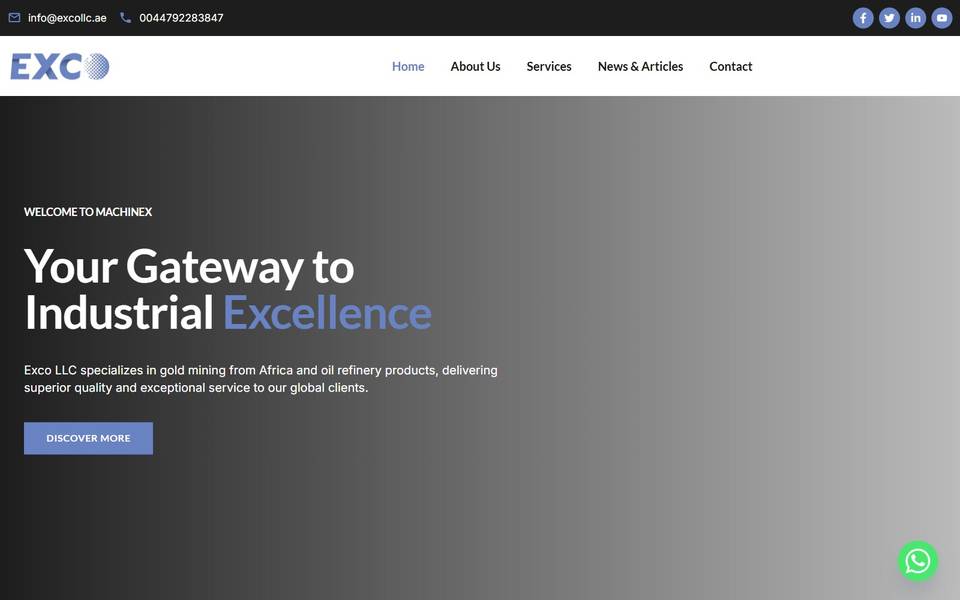 info@excollc.ae 0044792283847
EXCO
Home About Us Services News & Articles Contact
WELCOME TO MACHINEX
Your Gateway to
Industrial Excellence
Exco LLC specializes in gold mining from Africa and oil refinery products, delivering
superior quality and exceptional service to our global clients.
DISCOVER MORE